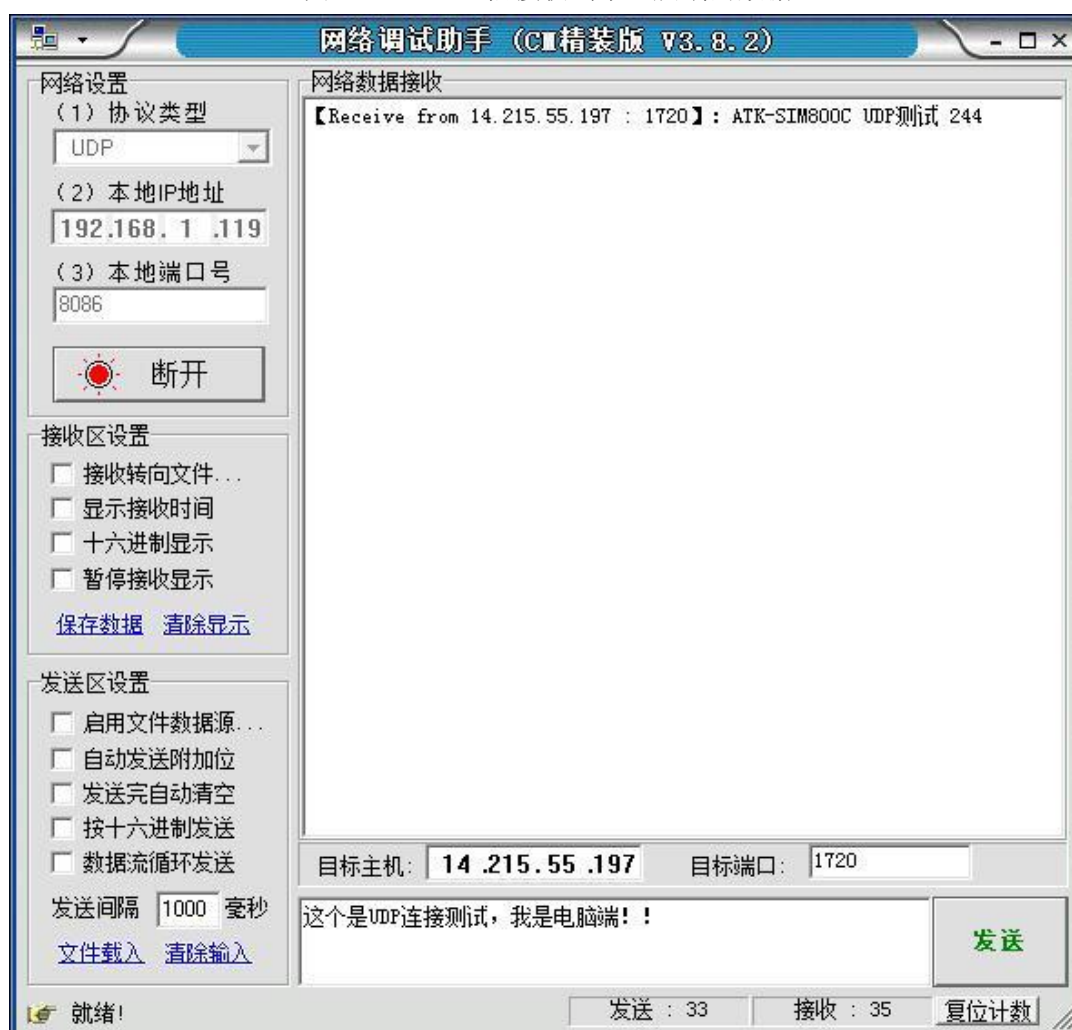 网络调试助手 (CⅢ精装版 V3.8.2)
网络设置
(1) 协议类型
UDP
(2) 本地IP地址
192.168. 1 .119
(3) 本地端口号
8086
断开
接收区设置
接收转向文件...
显示接收时间
十六进制显示
暂停接收显示
保存数据 清除显示
发送区设置
启用文件数据源...
自动发送附加位
发送完自动清空
按十六进制发送
数据流循环发送
发送间隔 1000 毫秒
文件载入 清除输入
网络数据接收
【Receive from 14.215.55.197 : 1720】: ATK-SIM800C UDP测试 244
目标主机: 14 .215.55 .197 目标端口: 1720
这个是UDP连接测试，我是电脑端！！
发送
就绪! 发送 : 33 接收 : 35 复位计数